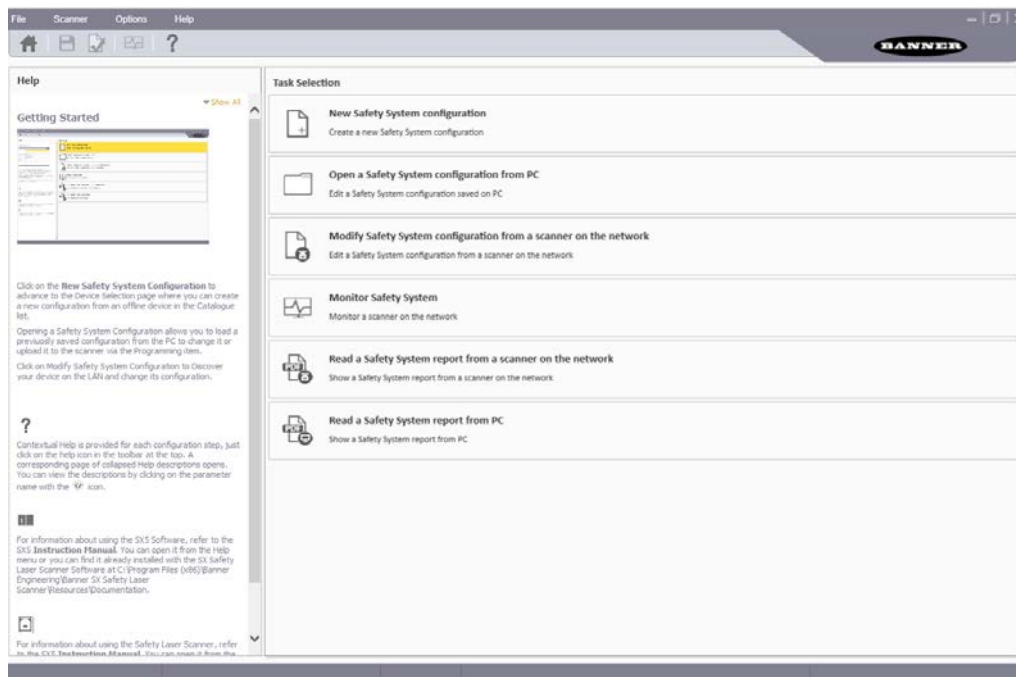 File Scanner Options Help
BANNER
Help
Show All
Getting Started
Click on the New Safety System Configuration to
advance to the Device Selection page where you can create
a new configuration from an offline device in the Catalogue
list.
Opening a Safety System Configuration allows you to load a
previuosly saved configuration from the PC to change it or
upload it to the scanner via the Programming item.
Click on Modify Safety System Configuration to Discover
your device on the LAN and change its configuration.
?
Contextual Help is provided for each configuration step, just
click on the help icon in the toolbar at the top. A
corresponding page of collapsed Help descriptions opens.
You can view the descriptions by clicking on the parameter
name with the icon.
For information about using the SX5 Software, refer to the
SX5 Instruction Manual. You can open it from the Help
menu or you can find it already installed with the SX Safety
Laser Scanner Software at C:\Program Files (x86)\Banner
Engineering\Banner SX Safety Laser
Scanner\Resources\Documentation.
For information about using the Safety Laser Scanner, refer
to the SX5 Instruction Manual. You can open it from the
Task Selection
New Safety System configuration
Create a new Safety System configuration
Open a Safety System configuration from PC
Edit a Safety System configuration saved on PC
Modify Safety System configuration from a scanner on the network
Edit a Safety System configuration from a scanner on the network
Monitor Safety System
Monitor a scanner on the network
Read a Safety System report from a scanner on the network
Show a Safety System report from a scanner on the network
Read a Safety System report from PC
Show a Safety System report from PC